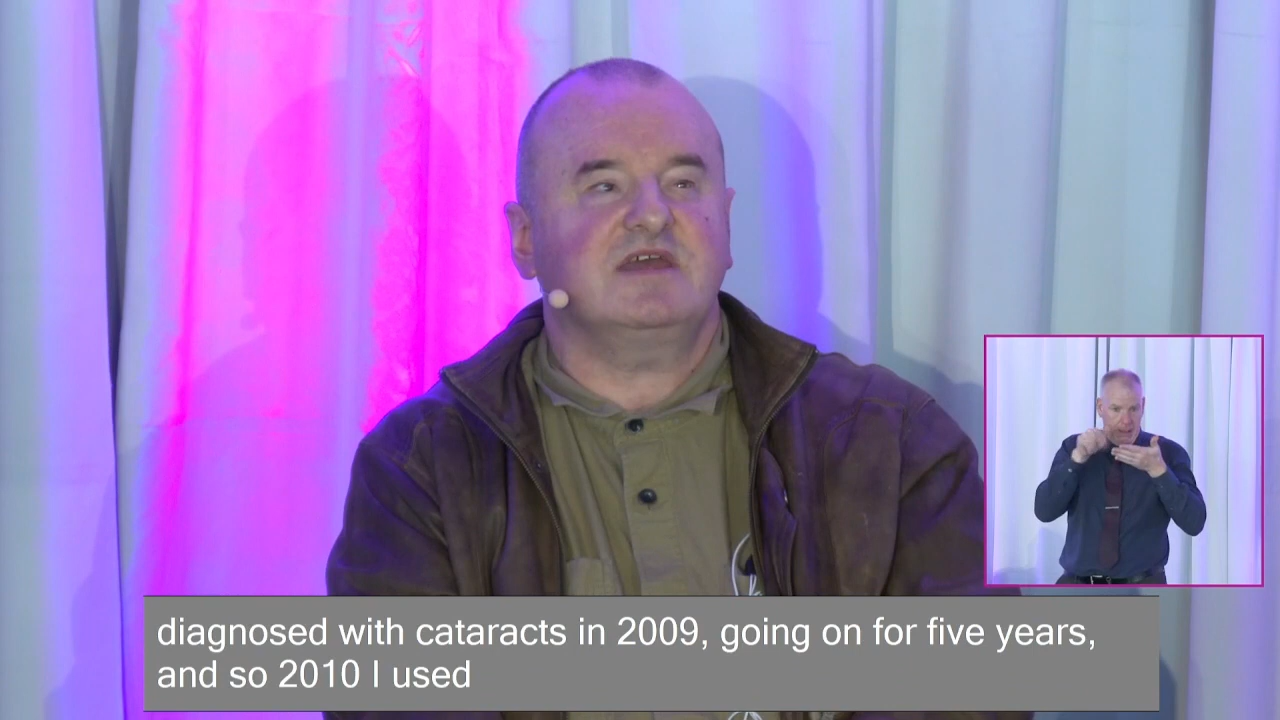 diagnosed with cataracts in 2009, going on for five years,
and so 2010 I used